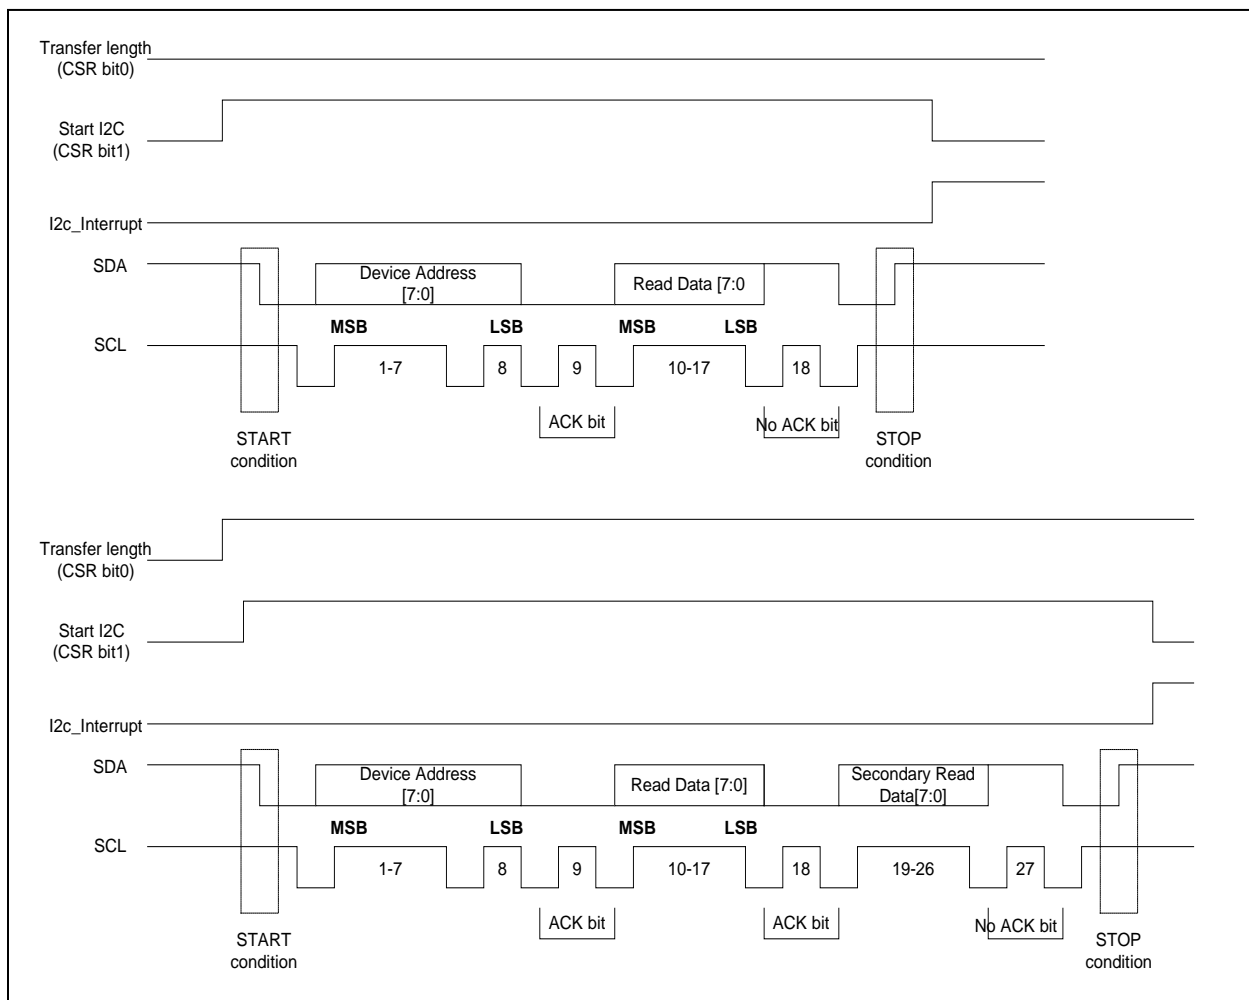 Transfer length
(CSR bit0)
Start I2C
(CSR bit1)
I2c_Interrupt
SDA
Device Address
[7:0]
Read Data [7:0
MSB LSB MSB LSB
SCL
1-7 8 9 10-17 18
ACK bit No ACK bit
START
condition
STOP
condition
Transfer length
(CSR bit0)
Start I2C
(CSR bit1)
I2c_Interrupt
SDA
Device Address
[7:0]
Read Data [7:0]
Secondary Read
Data[7:0]
MSB LSB MSB LSB
SCL
1-7 8 9 10-17 18 19-26 27
ACK bit ACK bit No ACK bit
START
condition
STOP
condition